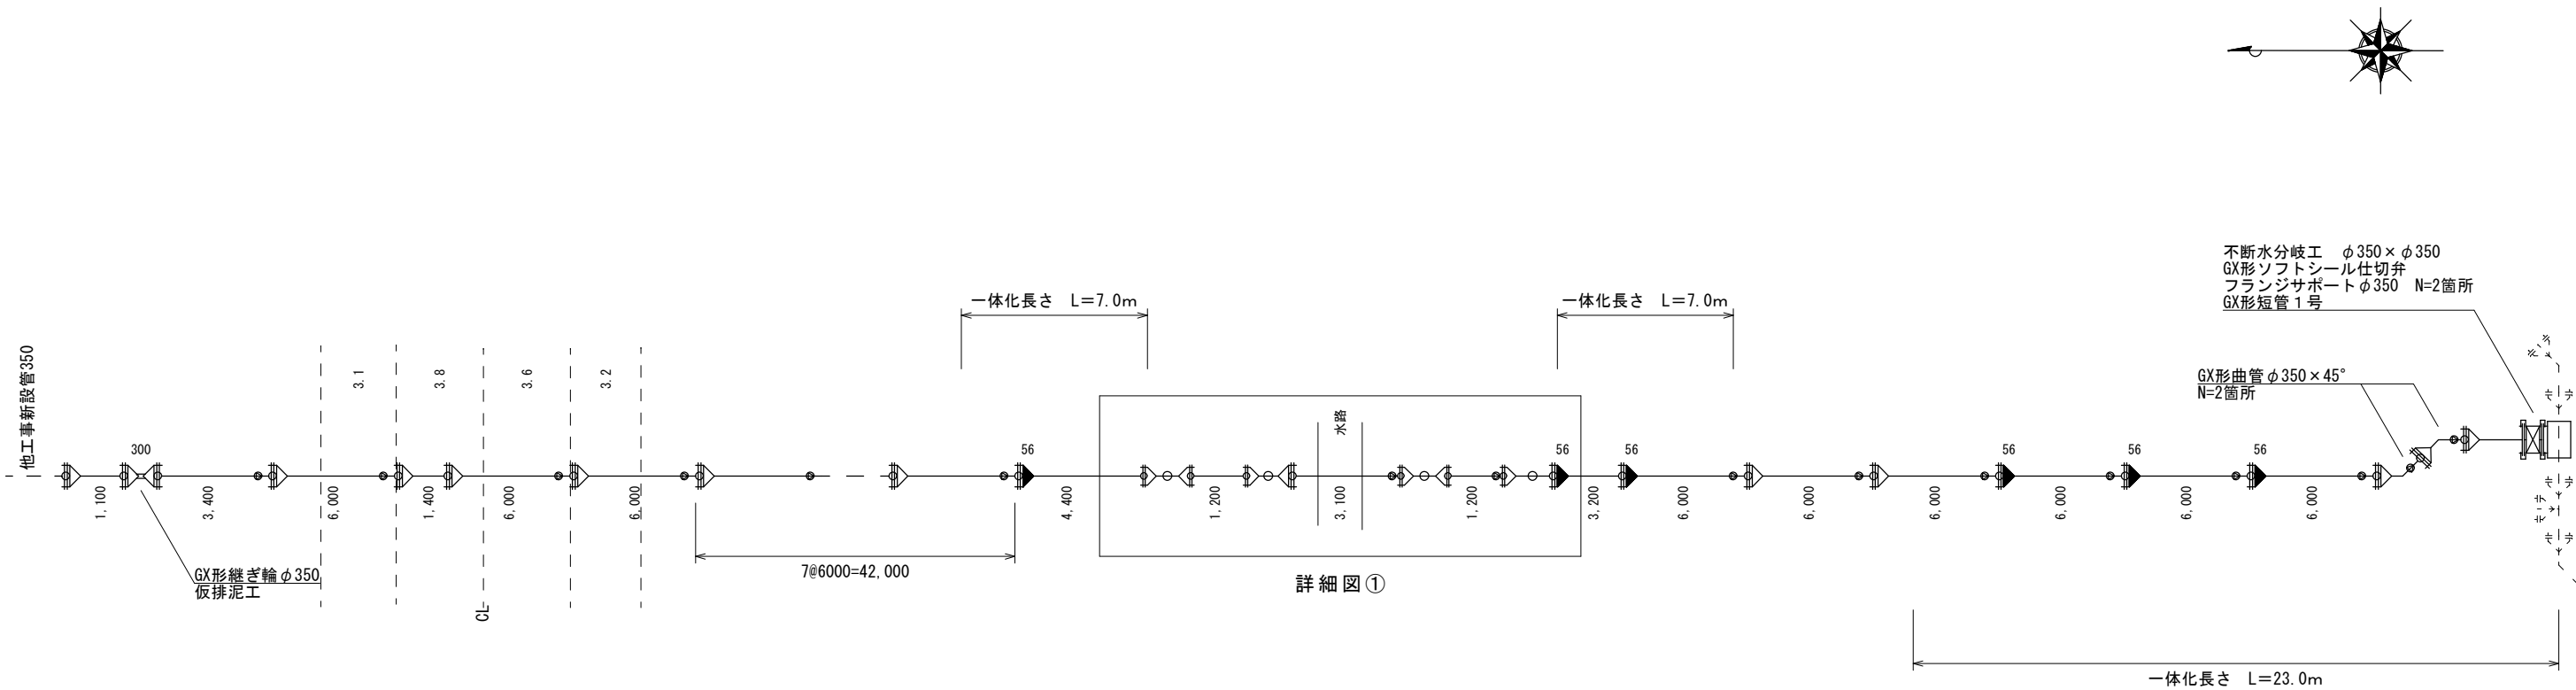 不断水分岐工　φ350×φ350
GX形ソフトシール仕切弁
フランジサポートφ350　N=2箇所
GX形短管1号
一体化長さ　L=7.0m
一体化長さ　L=7.0m
他工事新設管350
3.1
3.8
3.6
3.2
GX形曲管φ350×45°
N=2箇所
水路
300
56
56
56
56
56
56
1,100
3,400
6,000
1,400
6,000
6,000
4,400
1,200
3,100
1,200
3,200
6,000
6,000
6,000
6,000
6,000
6,000
GX形継ぎ輪φ350
仮排泥工
CL
7@6000=42,000
詳細図①
一体化長さ　L=23.0m